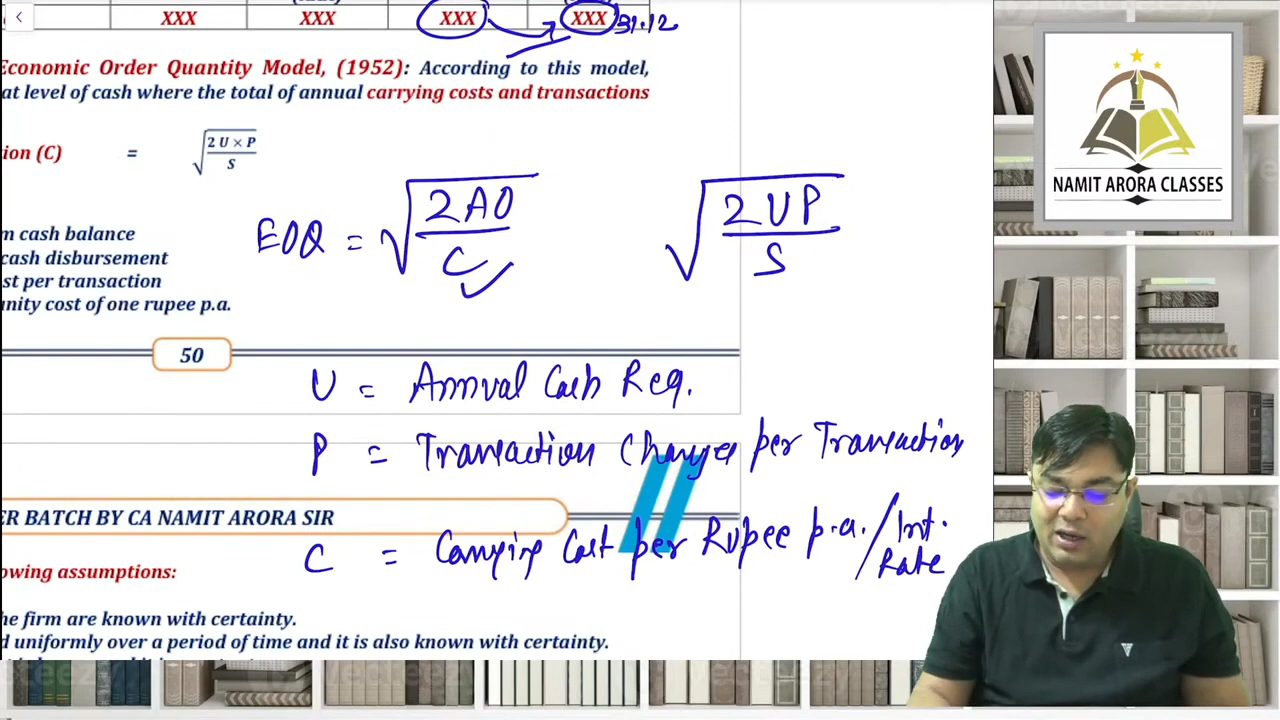 XXX XXX XXX XXX 31.12
Economic Order Quantity Model, (1952): According to this model,
at level of cash where the total of annual carrying costs and transactions
ion (C) = √ 2 U × P
S
EOQ = √ 2AO
C
√ 2UP
S
m cash balance
cash disbursement
st per transaction
nity cost of one rupee p.a.
50
U = Annual Cash Req.
P = Transaction Charges per Transaction
ER BATCH BY CA NAMIT ARORA SIR
C = Carrying Cost per Rupee p.a. / Int. Rate
owing assumptions:
he firm are known with certainty.
d uniformly over a period of time and it is also known with certainty.
NAMIT ARORA CLASSES